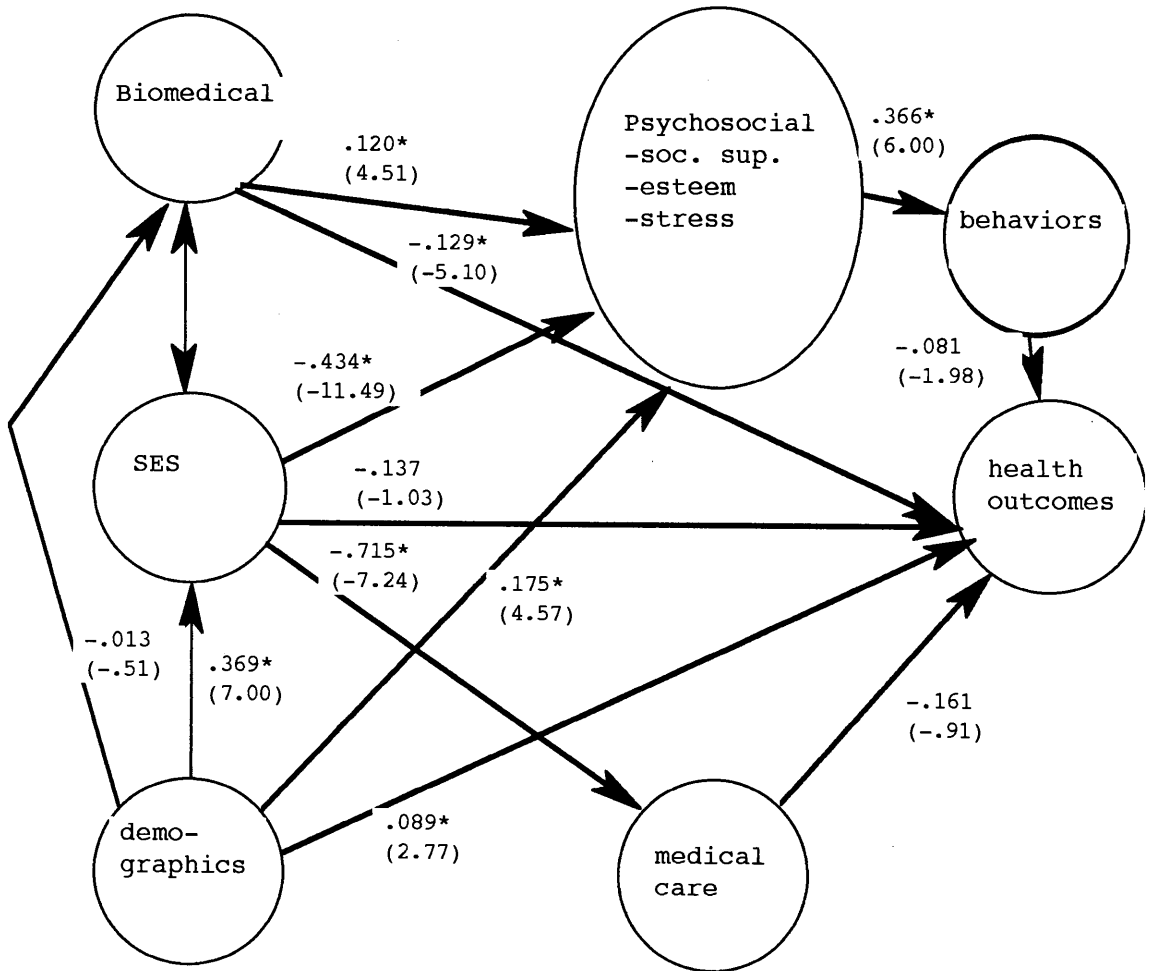 Biomedical
.120*
(4.51)
Psychosocial
-soc. sup.
-esteem
-stress
.366*
(6.00)
behaviors
-.129*
(-5.10)
-.434*
(-11.49)
-.081
(-1.98)
SES
-.137
(-1.03)
health
outcomes
-.715*
(-7.24)
.175*
(4.57)
-.013
(-.51)
.369*
(7.00)
-.161
(-.91)
demo-
graphics
.089*
(2.77)
medical
care